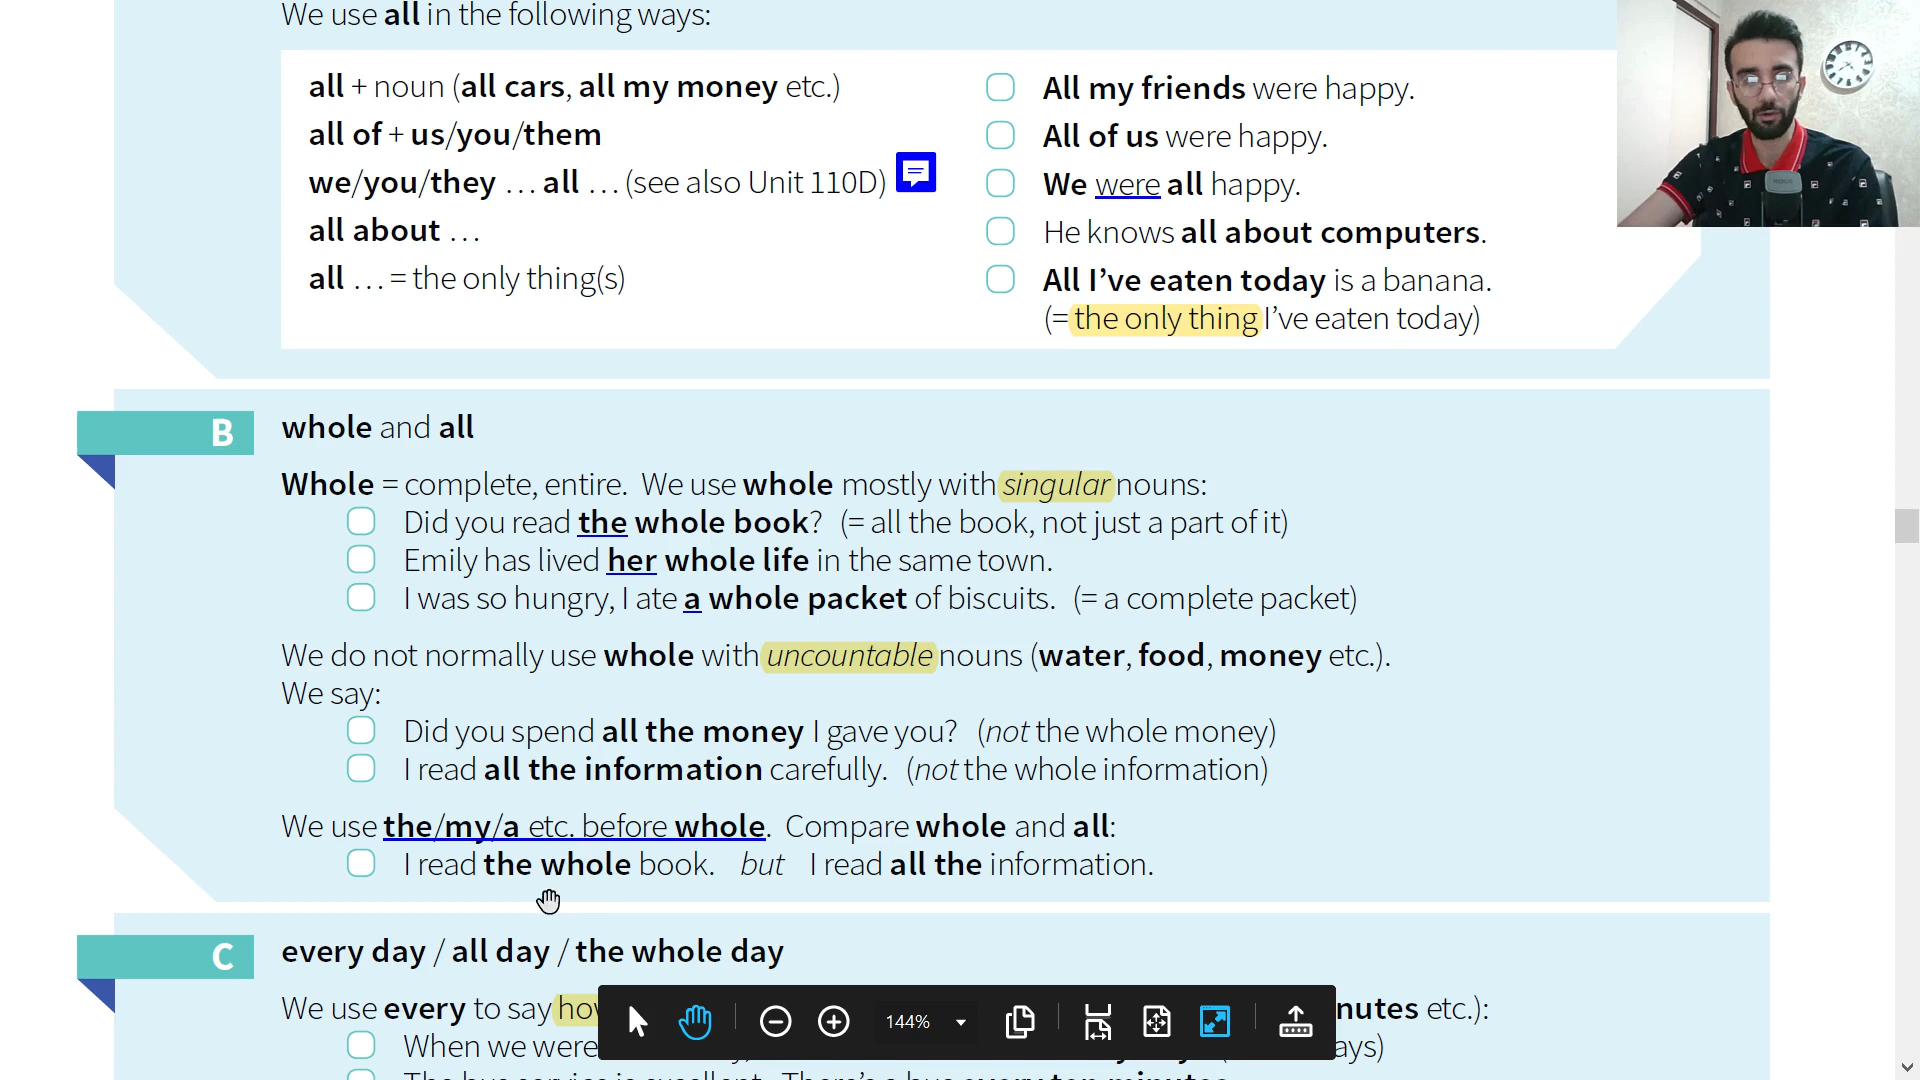 We use all in the following ways:
all + noun (all cars, all my money etc.)
all of + us/you/them
we/you/they … all … (see also Unit 110D)
all about …
all … = the only thing(s)
All my friends were happy.
All of us were happy.
We were all happy.
He knows all about computers.
All I’ve eaten today is a banana.
(= the only thing I’ve eaten today)
B
whole and all
Whole = complete, entire. We use whole mostly with singular nouns:
Did you read the whole book? (= all the book, not just a part of it)
Emily has lived her whole life in the same town.
I was so hungry, I ate a whole packet of biscuits. (= a complete packet)
We do not normally use whole with uncountable nouns (water, food, money etc.).
We say:
Did you spend all the money I gave you? (not the whole money)
I read all the information carefully. (not the whole information)
We use the/my/a etc. before whole. Compare whole and all:
I read the whole book. but I read all the information.
C
every day / all day / the whole day
We use every to say
etc.):
When we were
144%